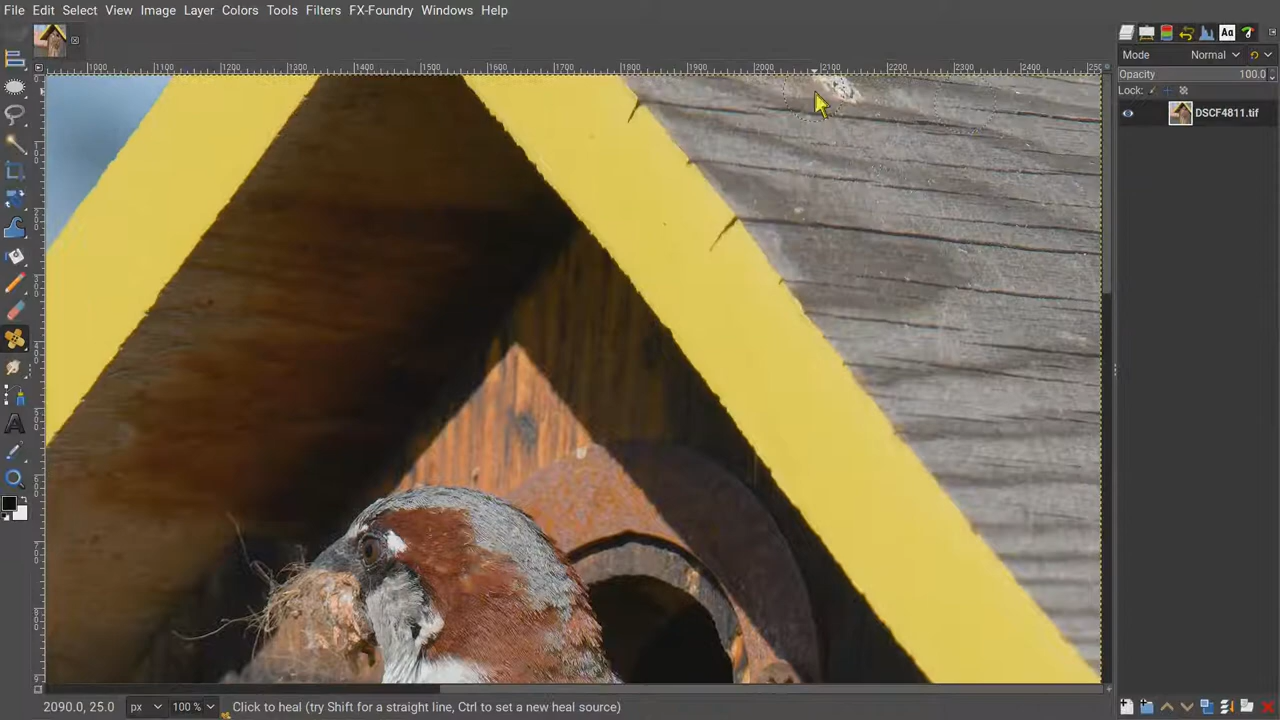 File Edit Select View Image Layer Colors Tools Filters FX-Foundry Windows Help
1000 1100 1200 1300 1400 1500 1600 1700 1800 1900 2000 2100 2200 2300 2400 2500
Mode Normal
Opacity 100.0
Lock:
DSCF4811.tif
2090.0, 25.0 px 100 % Click to heal (try Shift for a straight line, Ctrl to set a new heal source)